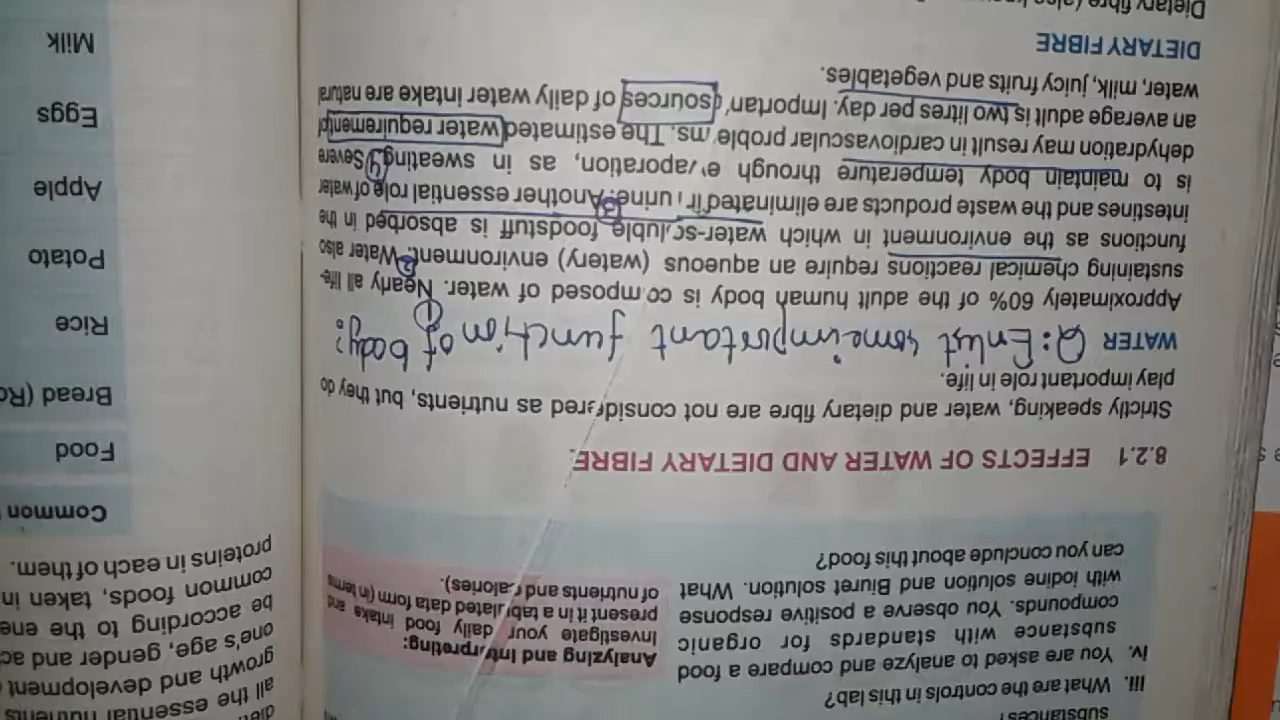 substances?
iii. What are the controls in this lab?
iv. You are asked to analyze and compare a food
substance with standards for organic
compounds. You observe a positive response
with iodine solution and Biuret solution. What
can you conclude about this food?
Analyzing and Interpreting:
Investigate your daily food intake and
present it in a tabulated data form (in terms
of nutrients and calories).
8.2.1 EFFECTS OF WATER AND DIETARY FIBRE
Strictly speaking, water and dietary fibre are not considered as nutrients, but they do
play important role in life.
WATER Q: Enlist some important function of body?
Approximately 60% of the adult human body is composed of water. ① Nearly all life-
sustaining chemical reactions require an aqueous (watery) environment. ② Water also
functions as the environment in which water-soluble foodstuff is absorbed in the
intestines and the waste products are eliminated in urine. ③ Another essential role of water
is to maintain body temperature through evaporation, as in sweating. ④ Severe
dehydration may result in cardiovascular problems. The estimated water requirement
an average adult is two litres per day. Important sources of daily water intake are natural
water, milk, juicy fruits and vegetables.
DIETARY FIBRE
Dietary fibre (also
all the essential nutrients
growth and development
one's age, gender and
be according to the
common foods, taken in
proteins in each of them.
Common
Food
Bread
Rice
Potato
Apple
Eggs
Milk